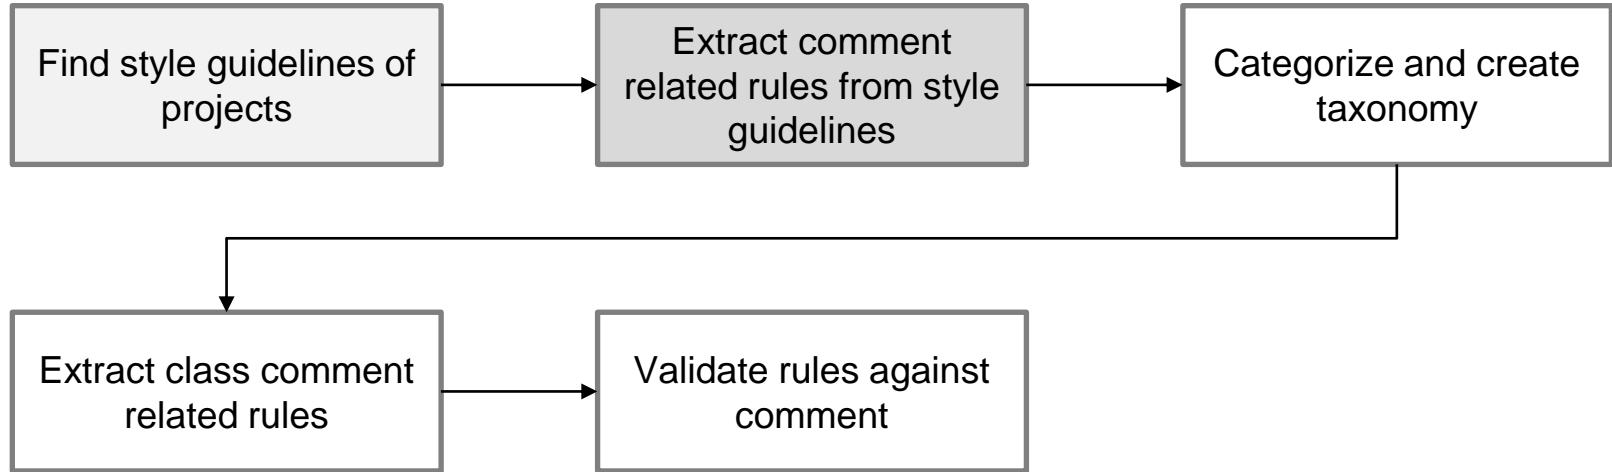 Find style guidelines of
projects
Extract comment
related rules from style
guidelines
Categorize and create
taxonomy
Extract class comment
related rules
Validate rules against
comment